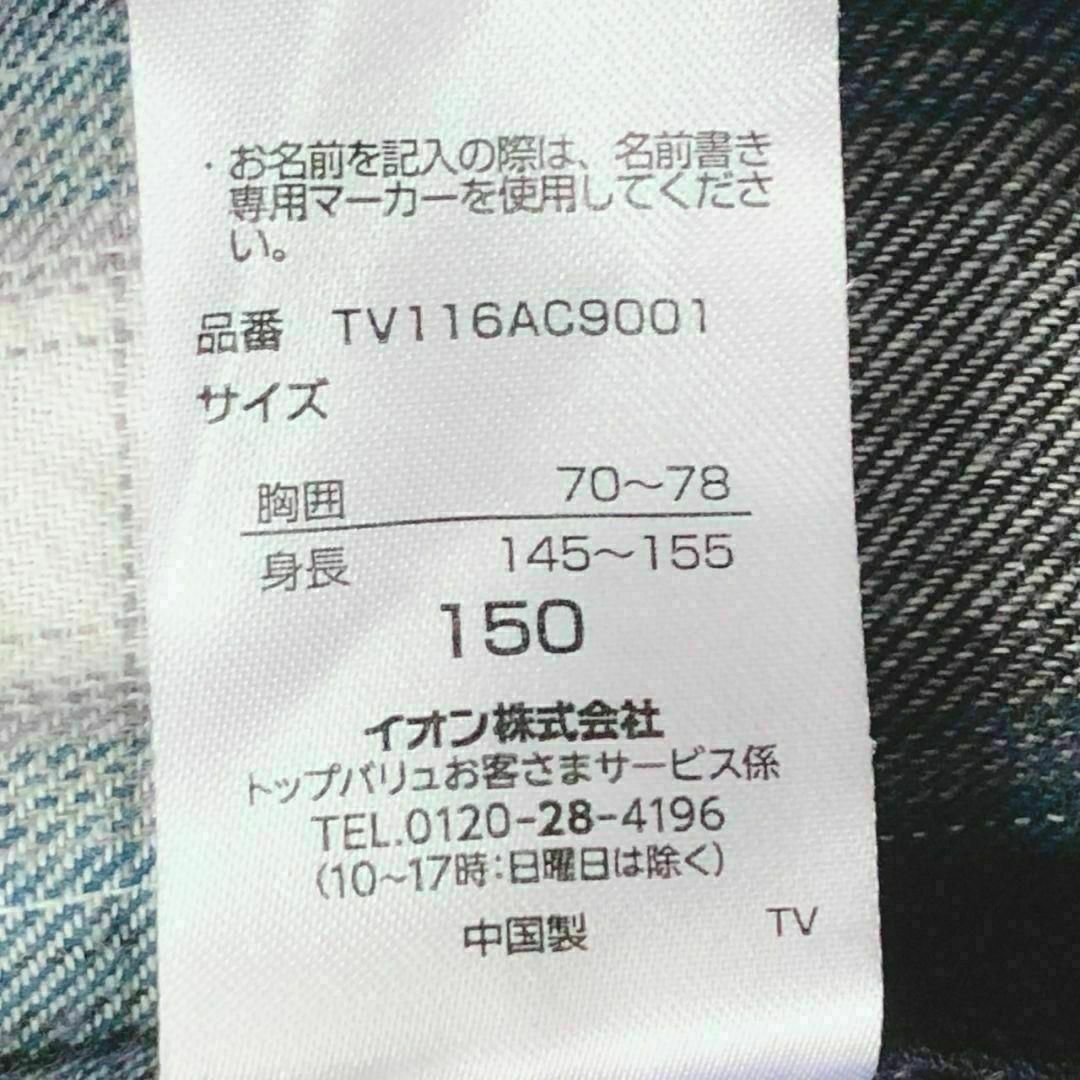 ・お名前を記入の際は、名前書き
専用マーカーを使用してくださ
い。
品番 TV116AC9001
サイズ
胸囲 70～78
身長 145～155
150
イオン株式会社
トップバリュお客さまサービス係
TEL.0120-28-4196
(10～17時:日曜日は除く)
中国製 TV